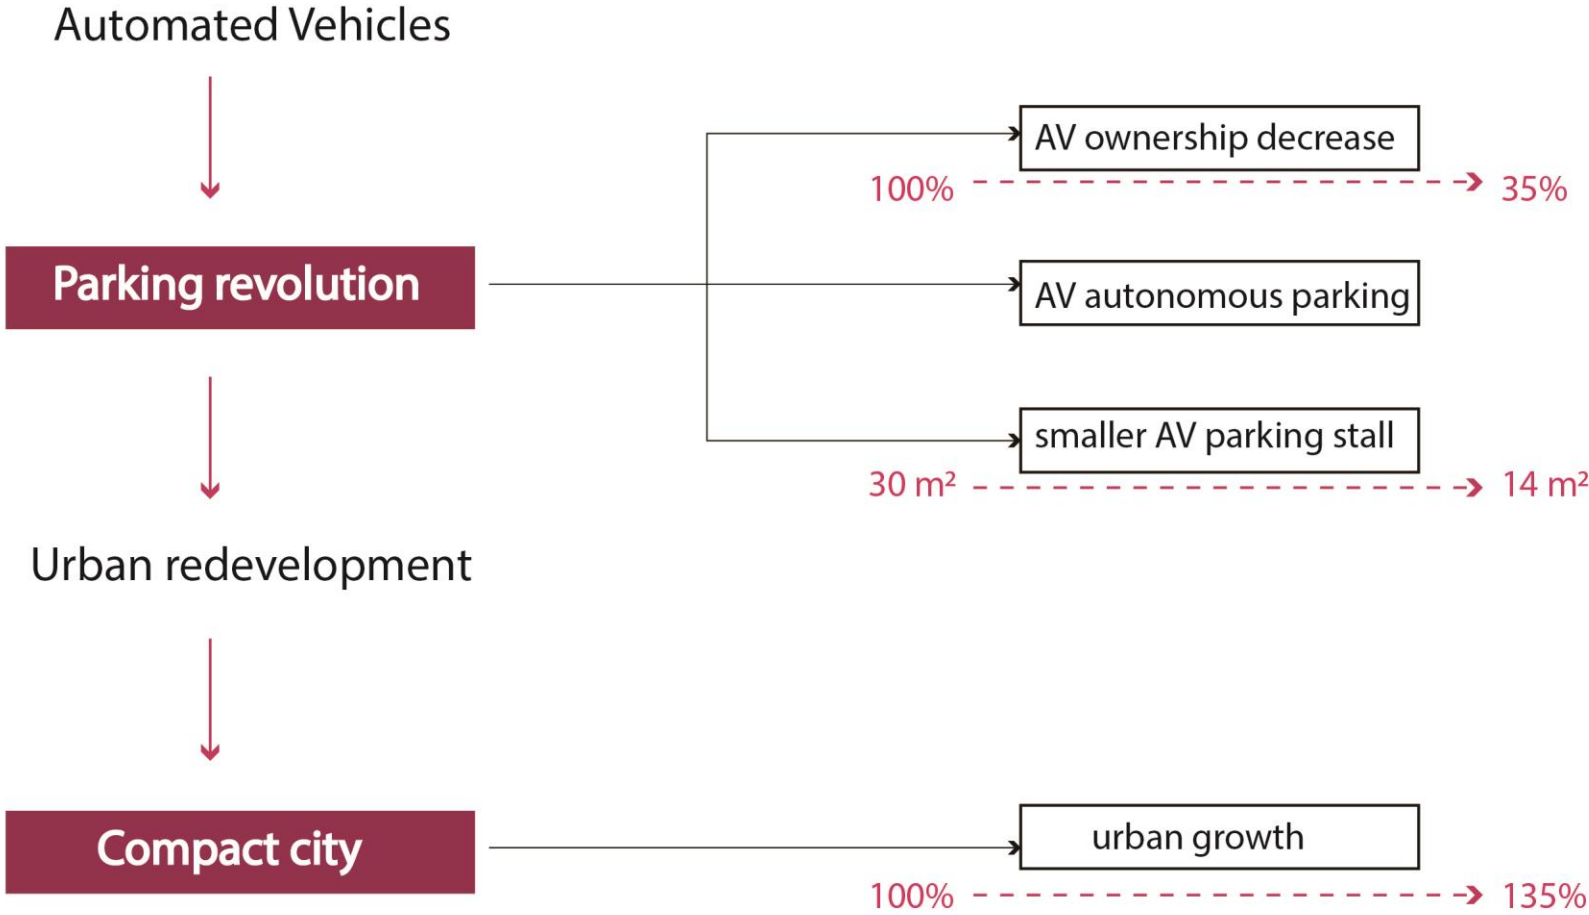 Automated Vehicles
AV ownership decrease
100% 35%
Parking revolution
AV autonomous parking
smaller AV parking stall
30 m² 14 m²
Urban redevelopment
Compact city
urban growth
100% 135%